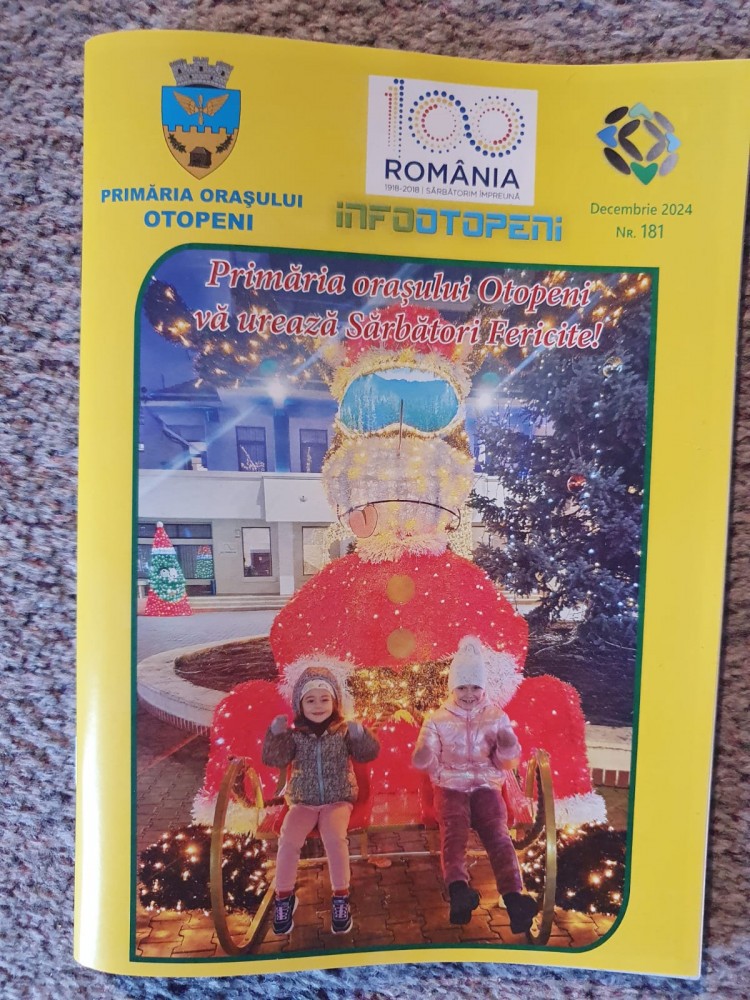 PRIMĂRIA ORAŞULUI
OTOPENI
100
ROMÂNIA
1918-2018 | SĂRBĂTORIM ÎMPREUNĂ
INFOOTOPENI
Decembrie 2024
NR. 181
Primăria oraşului Otopeni
vă urează Sărbători Fericite!